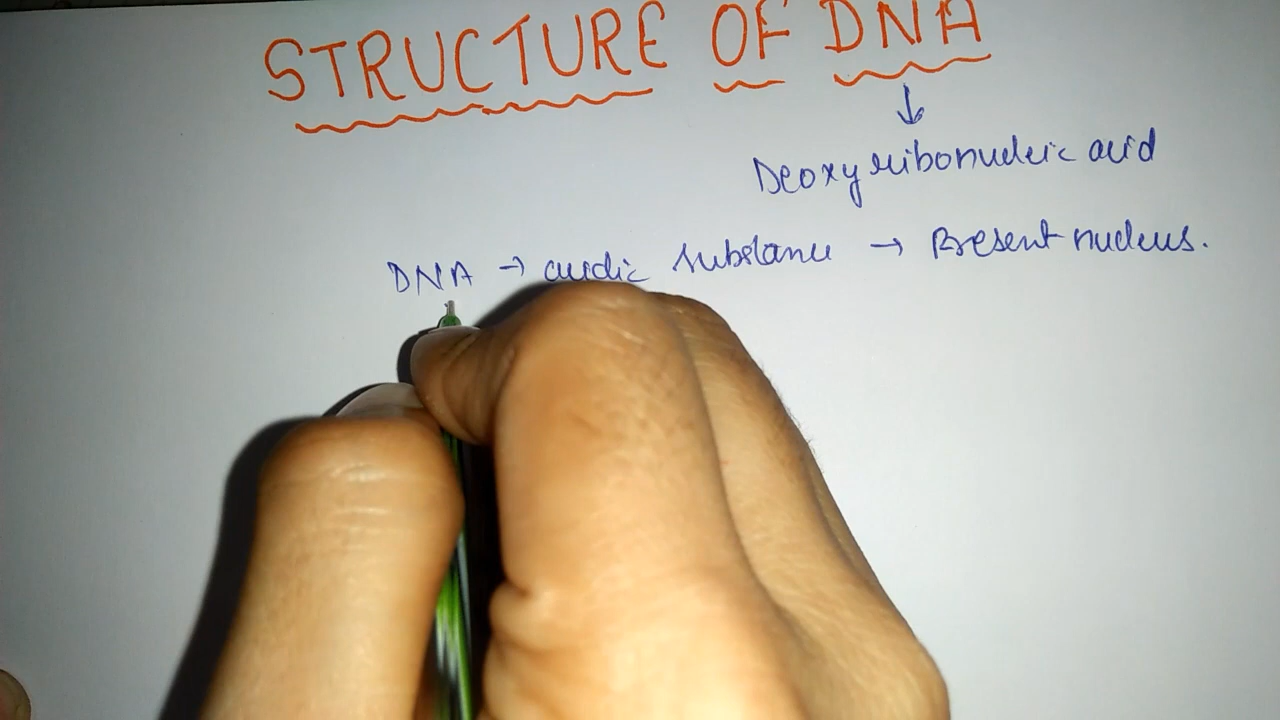 STRUCTURE OF DNA
↓
Deoxyribonucleic acid
DNA → acidic substance → Present nucleus.